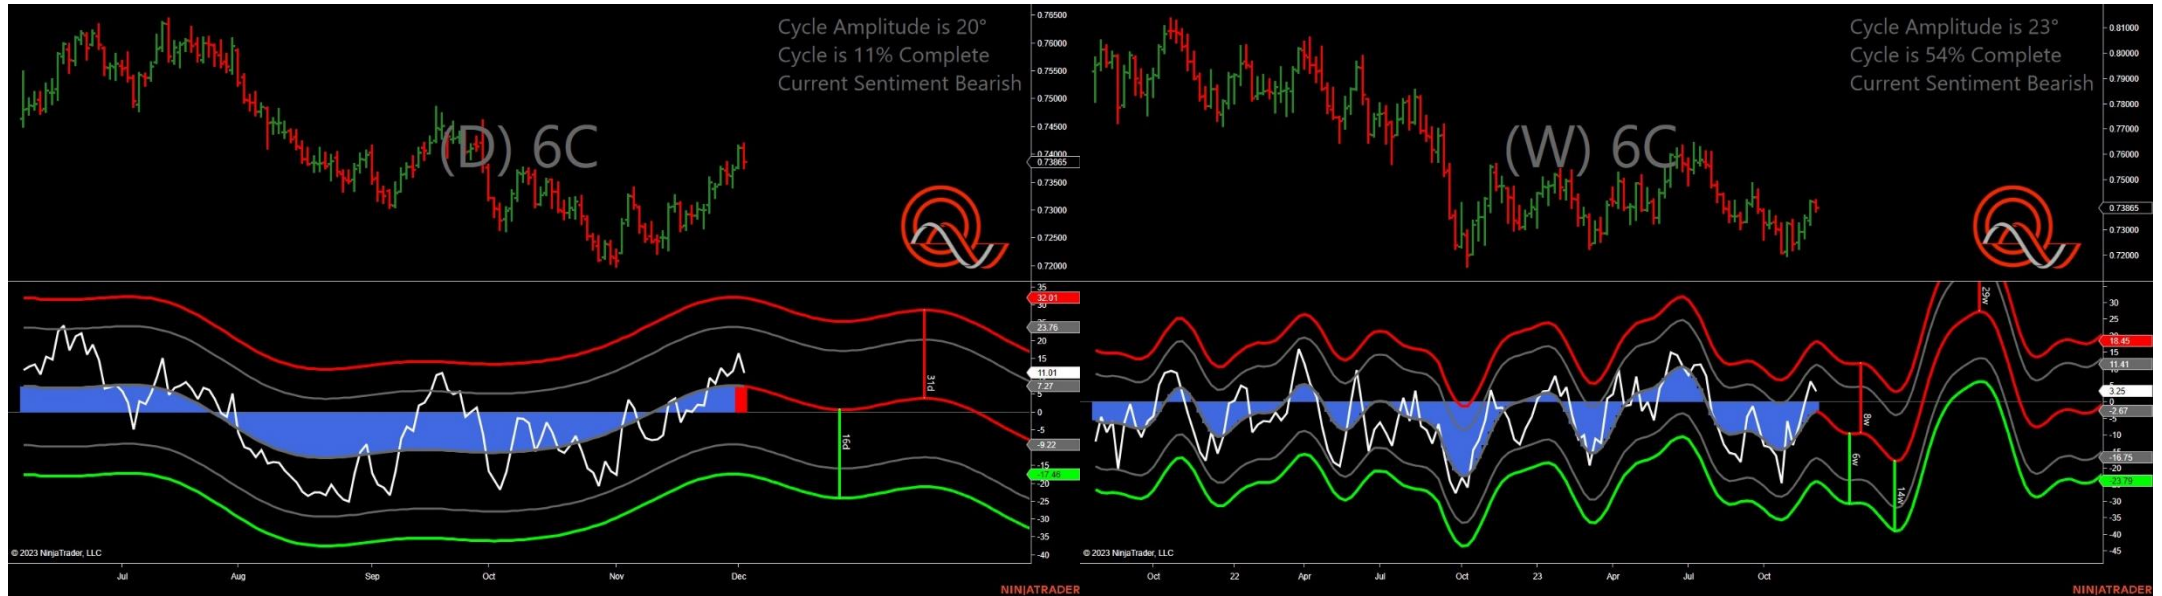 Cycle Amplitude is 20°
Cycle is 11% Complete
Current Sentiment Bearish
(D) 6C
0.76500
0.76000
0.75500
0.75000
0.74500
0.74000
0.73865
0.73500
0.73000
0.72500
0.72000
35
32.01
30
23.76
20
15
11.01
7.27
5
0
-5
-9.22
-15
-17.46
-20
-25
-30
-35
-40
31d
16d
© 2023 NinjaTrader, LLC
Jul
Aug
Sep
Oct
Nov
Dec
NINJATRADER
Cycle Amplitude is 23°
Cycle is 54% Complete
Current Sentiment Bearish
(W) 6C
0.81000
0.80000
0.79000
0.78000
0.77000
0.76000
0.75000
0.73865
0.73000
0.72000
30
25
18.45
15
11.41
5
3.25
0
-2.67
-5
-10
-16.75
-20
-23.79
-30
-35
-40
-45
29w
8w
6w
14w
© 2023 NinjaTrader, LLC
Oct
22
Apr
Jul
Oct
23
Apr
Jul
Oct
NINJATRADER